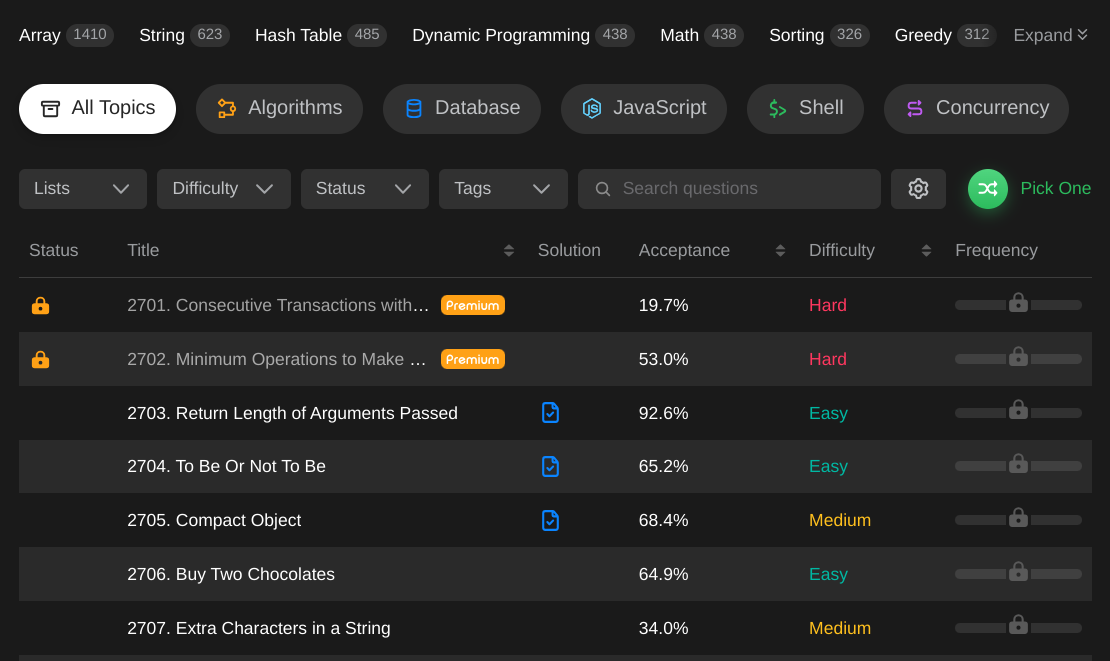 Array 1410 String 623 Hash Table 485 Dynamic Programming 438 Math 438 Sorting 326 Greedy 312 Expand
All Topics Algorithms Database JavaScript Shell Concurrency
Lists Difficulty Status Tags Search questions Pick One
Status Title Solution Acceptance Difficulty Frequency
2701. Consecutive Transactions with... Premium 19.7% Hard
2702. Minimum Operations to Make ... Premium 53.0% Hard
2703. Return Length of Arguments Passed 92.6% Easy
2704. To Be Or Not To Be 65.2% Easy
2705. Compact Object 68.4% Medium
2706. Buy Two Chocolates 64.9% Easy
2707. Extra Characters in a String 34.0% Medium